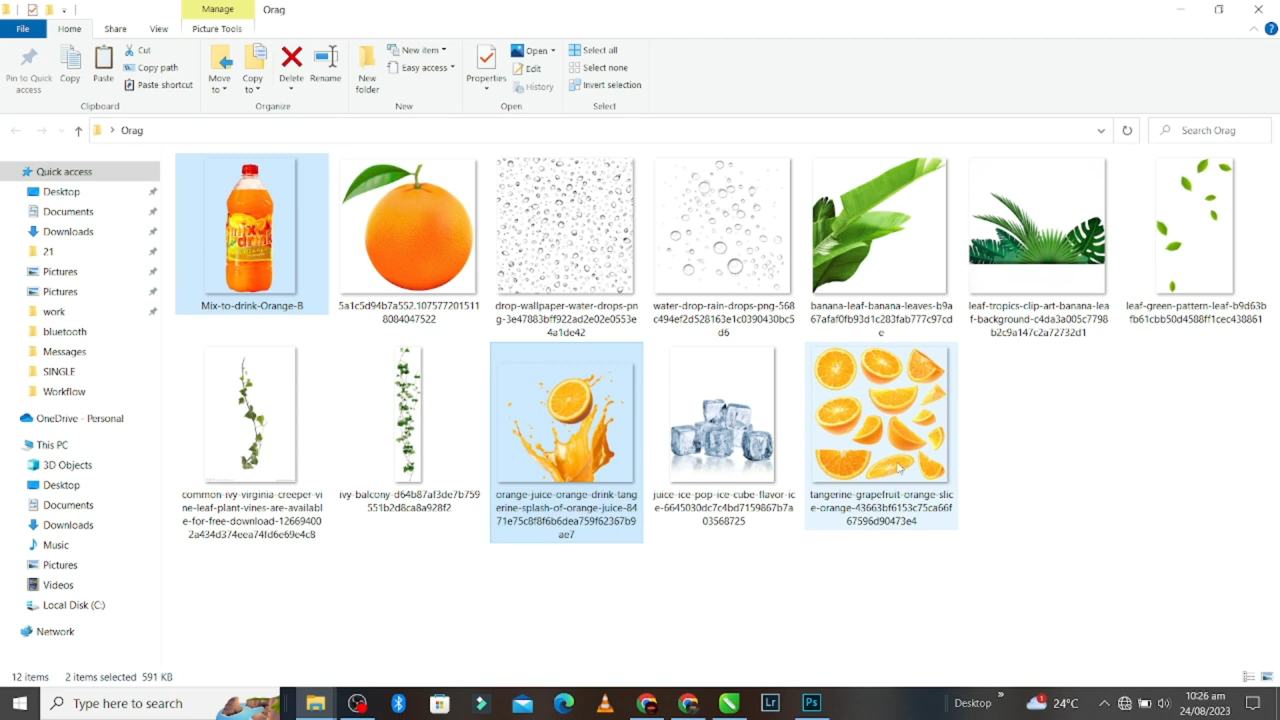 Manage
Orag
File
Home
Share
View
Picture Tools
Pin to Quick
access
Copy
Paste
Cut
Copy path
Paste shortcut
Clipboard
Move
to
Copy
to
Delete
Rename
Organize
New
folder
New item
Easy access
New
Properties
Open
Edit
History
Open
Select all
Select none
Invert selection
Select
Orag
Search Orag
Quick access
Desktop
Documents
Downloads
21
Pictures
Pictures
work
bluetooth
Messages
SINGLE
Workflow
OneDrive - Personal
This PC
3D Objects
Desktop
Documents
Downloads
Music
Pictures
Videos
Local Disk (C:)
Network
mix
drink
Mix-to-drink-Orange-B
5a1c5d94b7a552.107577201511
8084047522
drop-wallpaper-water-drops-pn
g-3e47883bff922ad2e02e0553e
4a1de42
water-drop-rain-drops-png-568
c494ef2d528163e1c0390430bc5
d6
banana-leaf-banana-leaves-b9a
67afaf0fb93d1c283fab777c97cd
e
leaf-tropics-clip-art-banana-lea
f-background-c4da3a005c7798
b2c9a147c2a72732d1
leaf-green-pattern-leaf-b9d63b
fb61cbb50d4588ff1cec438861
common-ivy-virginia-creeper-vi
ne-leaf-plant-vines-are-availabl
e-for-free-download-12669400
2a434d374eea74fd6e69e4c8
ivy-balcony-d64b87af3de7b759
551b2d8ca8a928f2
orange-juice-orange-drink-tang
erine-splash-of-orange-juice-84
71e75c8f8f6b6dea759f62367b9
ae7
juice-ice-pop-ice-cube-flavor-ic
e-6645030dc7c4bd7159867b7a
03568725
tangerine-grapefruit-orange-slic
e-orange-43663bf6153c75ca66f
67596d90473e4
12 items
2 items selected
591 KB
Type here to search
Lr
Ps
Desktop
1
24°C
10:26 am
24/08/2023